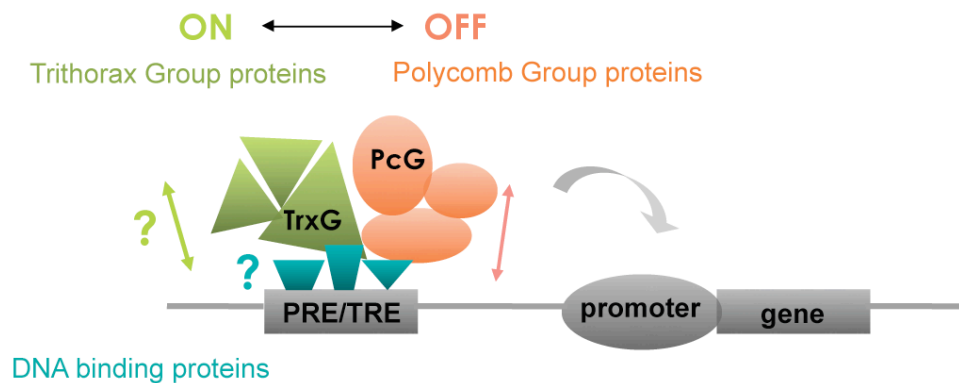 ON OFF
Trithorax Group proteins Polycomb Group proteins
PcG
TrxG
?
?
PRE/TRE promoter gene
DNA binding proteins